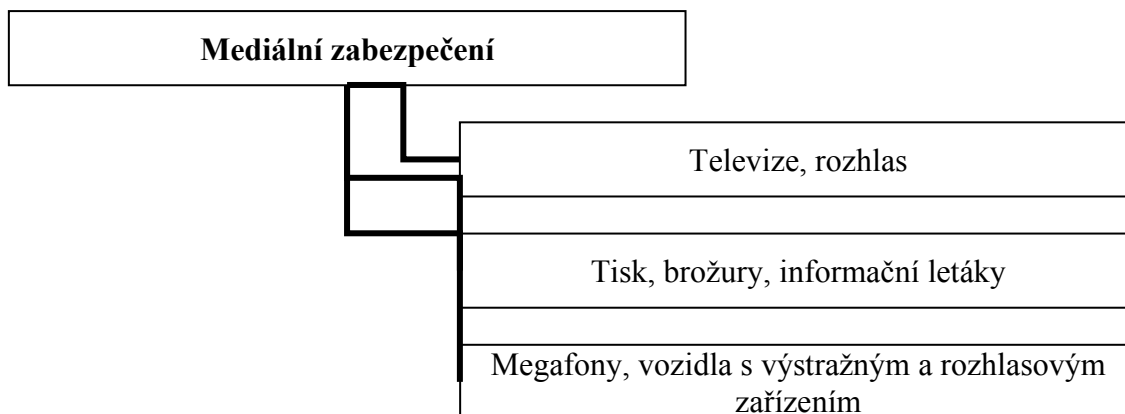 Mediální zabezpečení
Televize, rozhlas
Tisk, brožury, informační letáky
Megafony, vozidla s výstražným a rozhlasovým
zařízením